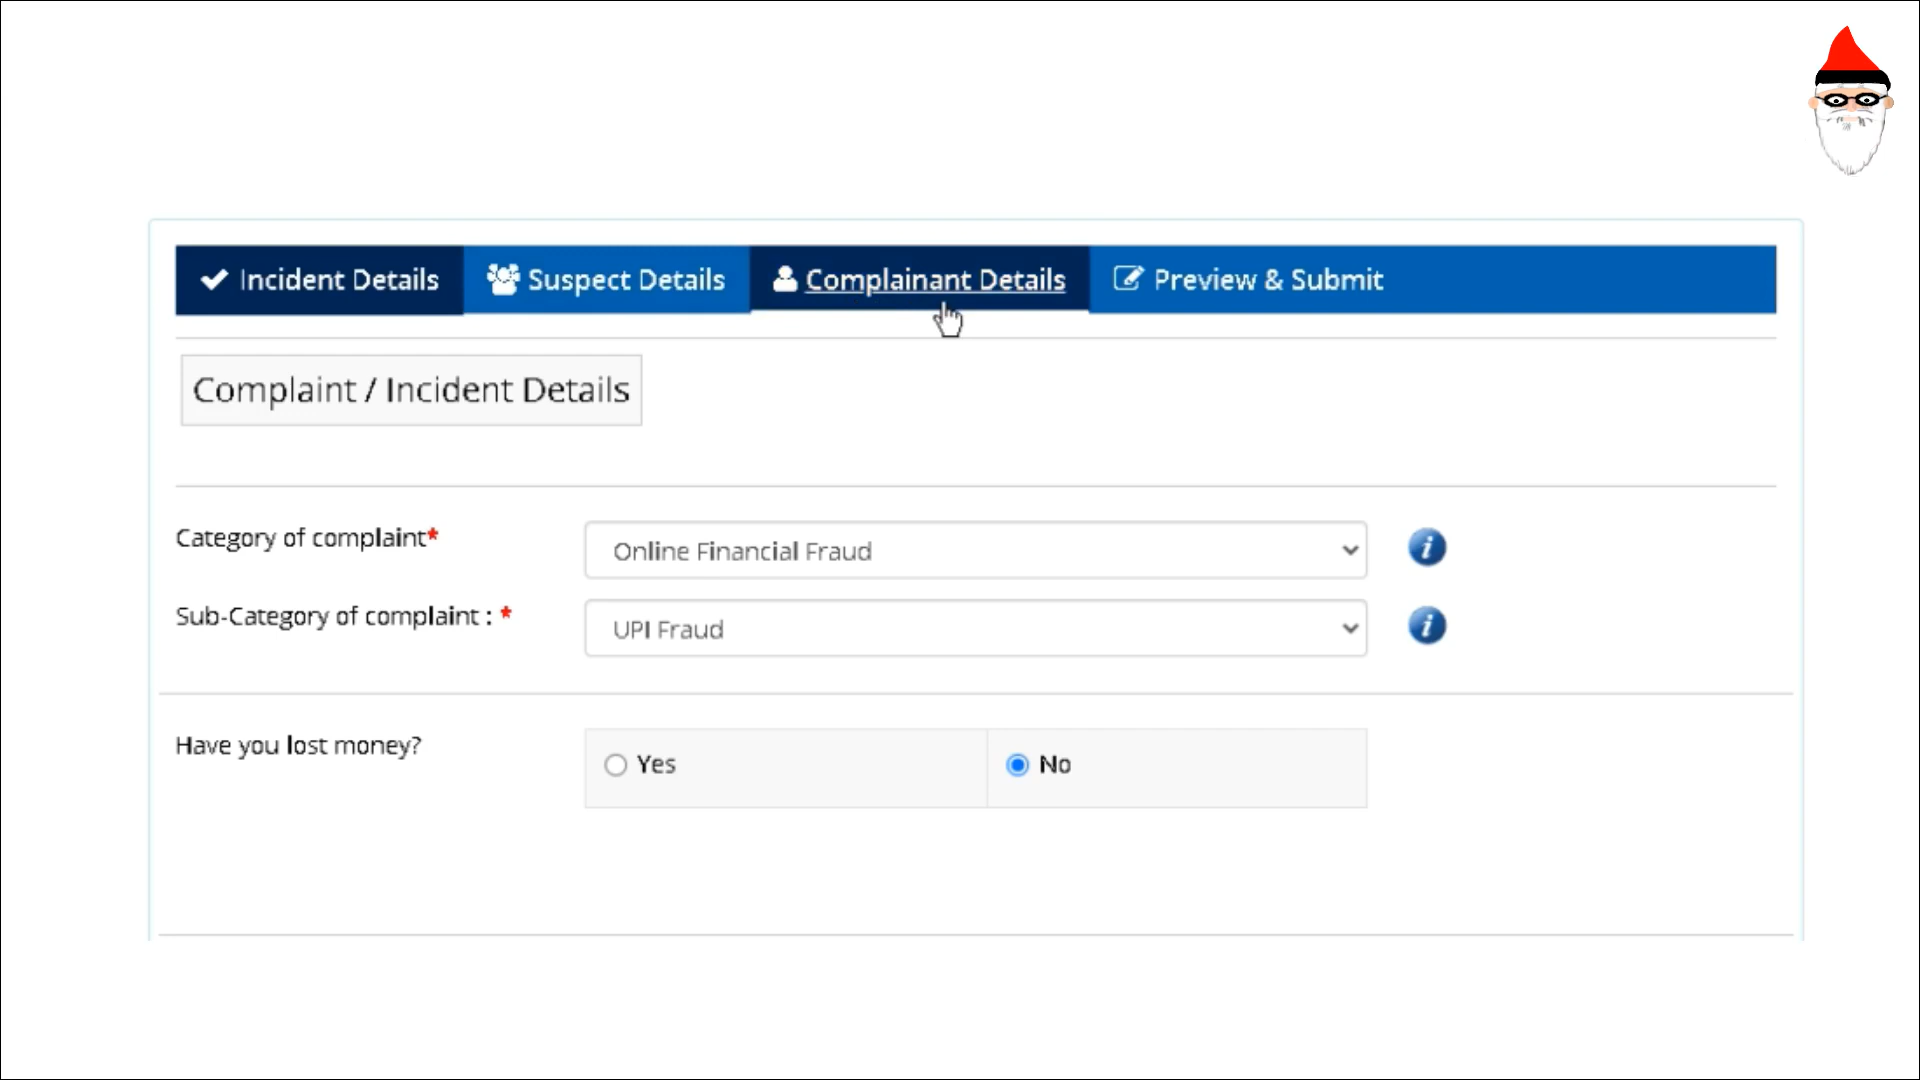 Incident Details Suspect Details Complainant Details Preview & Submit
Complaint / Incident Details
Category of complaint* Online Financial Fraud
Sub-Category of complaint : * UPI Fraud
Have you lost money? Yes No